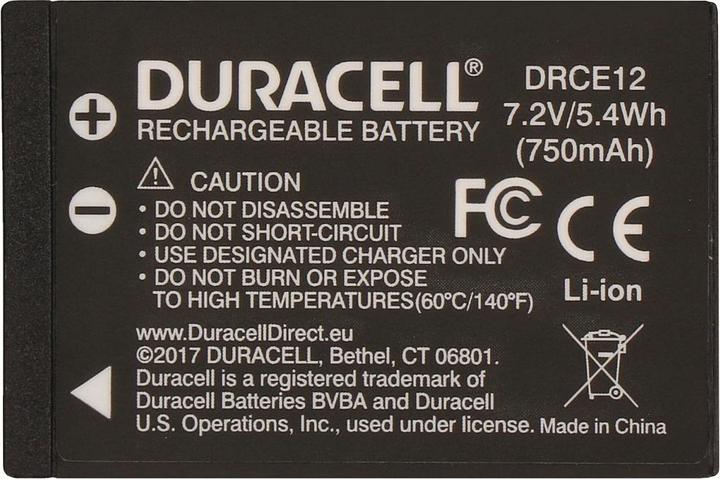 DURACELL®
RECHARGEABLE BATTERY
DRCE12
7.2V/5.4Wh
(750mAh)
CAUTION
• DO NOT DISASSEMBLE
• DO NOT SHORT-CIRCUIT
• USE DESIGNATED CHARGER ONLY
• DO NOT BURN OR EXPOSE
TO HIGH TEMPERATURES(60°C/140°F)
FC CE
Li-ion
www.DuracellDirect.eu
©2017 DURACELL, Bethel, CT 06801.
Duracell is a registered trademark of
Duracell Batteries BVBA and Duracell
U.S. Operations, Inc., used under license. Made in China